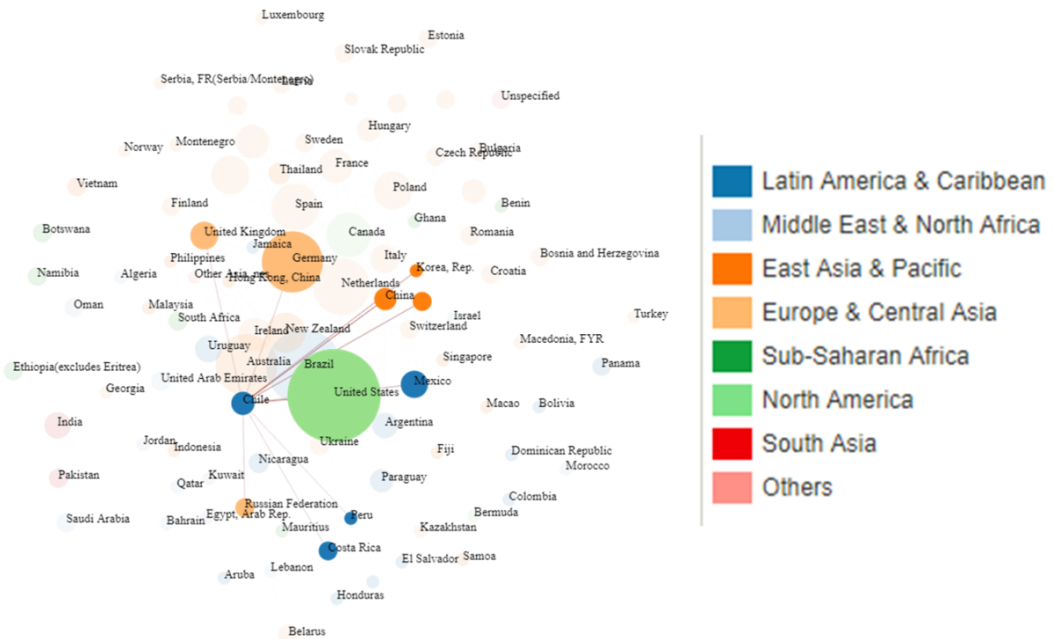 Luxembourg
Estonia
Slovak Republic
Serbia, FR(Serbia/Montenegro)
Latvia
Unspecified
Hungary
Norway
Montenegro
Sweden
Bulgaria
Czech Republic
France
Thailand
Vietnam
Poland
Finland
Spain
Benin
Ghana
Botswana
United Kingdom
Canada
Romania
Jamaica
Bosnia and Herzegovina
Philippines
Germany
Italy
Korea, Rep.
Croatia
Namibia
Algeria
Other Asia, nes
Hong Kong, China
Netherlands
China
Oman
Malaysia
South Africa
Israel
Turkey
Ireland
New Zealand
Switzerland
Macedonia, FYR
Uruguay
Australia
Brazil
Singapore
Panama
Ethiopia(excludes Eritrea)
United Arab Emirates
Mexico
Georgia
United States
Chile
Macao
Bolivia
India
Argentina
Jordan
Indonesia
Ukraine
Fiji
Dominican Republic
Nicaragua
Morocco
Pakistan
Kuwait
Paraguay
Qatar
Colombia
Russian Federation
Egypt, Arab Rep.
Peru
Bermuda
Saudi Arabia
Bahrain
Mauritius
Kazakhstan
Costa Rica
El Salvador
Samoa
Lebanon
Aruba
Honduras
Belarus
Latin America & Caribbean
Middle East & North Africa
East Asia & Pacific
Europe & Central Asia
Sub-Saharan Africa
North America
South Asia
Others